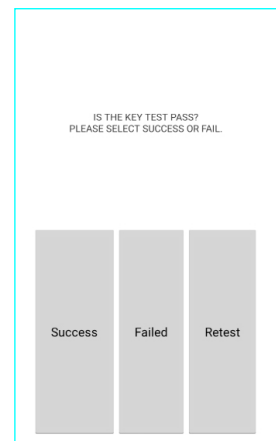 IS THE KEY TEST PASS?
PLEASE SELECT SUCCESS OR FAIL.
Success
Failed
Retest